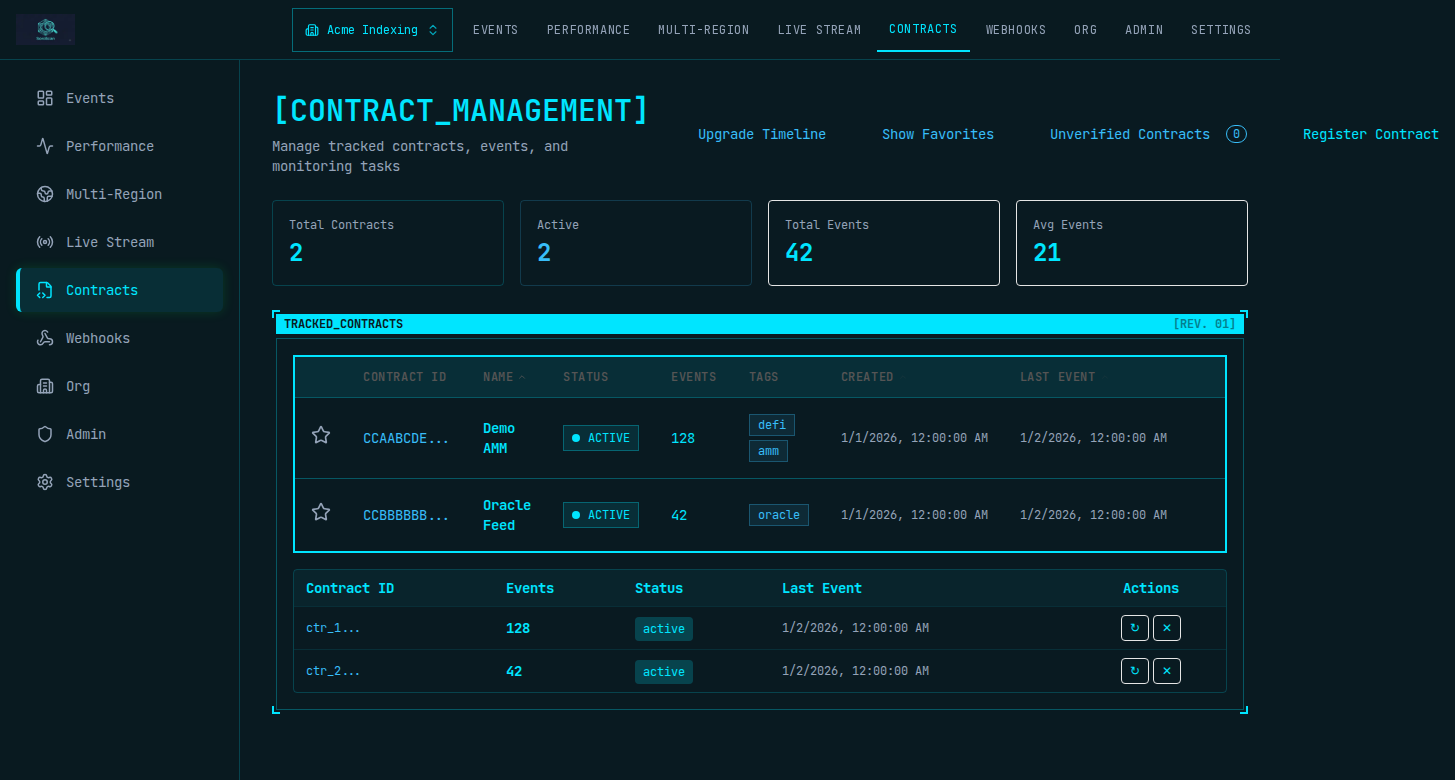 Acme Indexing
EVENTS PERFORMANCE MULTI-REGION LIVE STREAM CONTRACTS WEBHOOKS ORG ADMIN SETTINGS
Events
Performance
Multi-Region
Live Stream
Contracts
Webhooks
Org
Admin
Settings
[CONTRACT_MANAGEMENT]
Manage tracked contracts, events, and
monitoring tasks
Upgrade Timeline Show Favorites Unverified Contracts 0 Register Contract
Total Contracts
2
Active
2
Total Events
42
Avg Events
21
TRACKED_CONTRACTS [REV. 01]
CONTRACT ID NAME STATUS EVENTS TAGS CREATED LAST EVENT
CCAABCDE... Demo AMM ACTIVE 128 defi amm 1/1/2026, 12:00:00 AM 1/2/2026, 12:00:00 AM
CCBBBBBB... Oracle Feed ACTIVE 42 oracle 1/1/2026, 12:00:00 AM 1/2/2026, 12:00:00 AM
Contract ID Events Status Last Event Actions
ctr_1... 128 active 1/2/2026, 12:00:00 AM ↻ ✕
ctr_2... 42 active 1/2/2026, 12:00:00 AM ↻ ✕